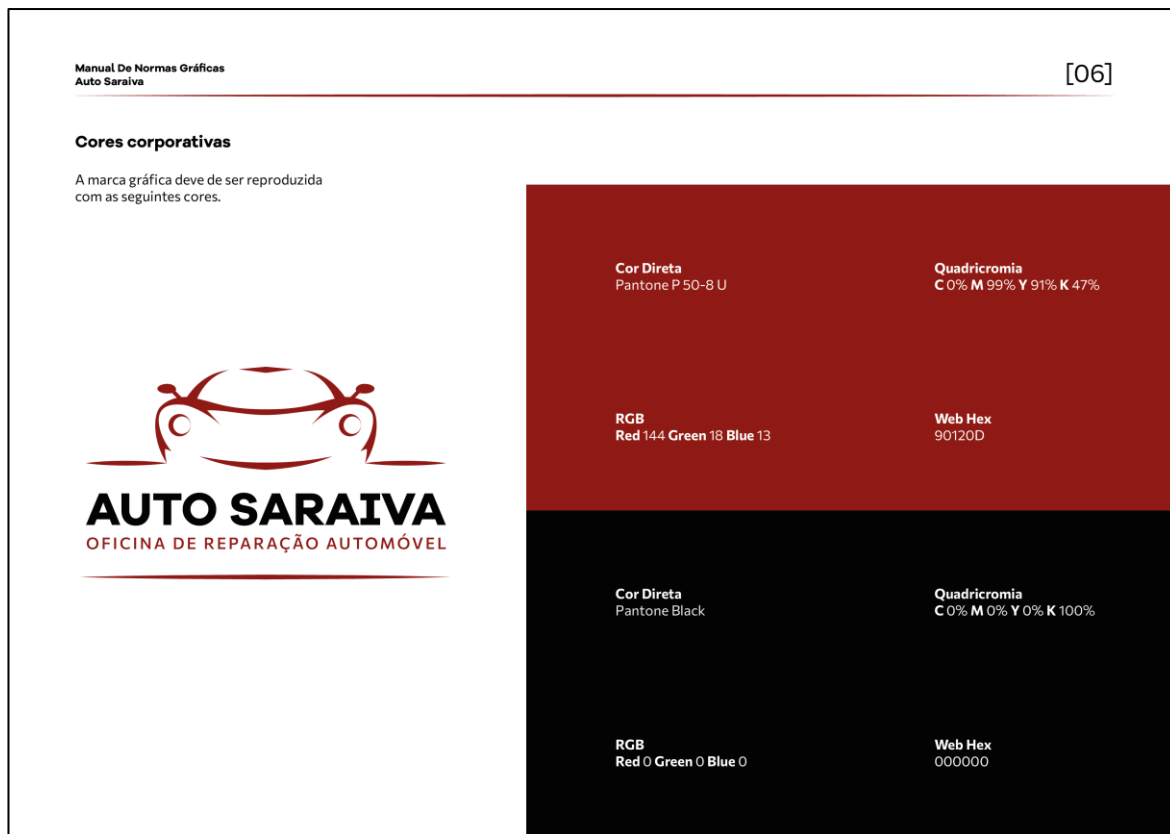 Manual De Normas Gráficas
Auto Saraiva
[06]
Cores corporativas
A marca gráfica deve de ser reproduzida
com as seguintes cores.
AUTO SARAIVA
OFICINA DE REPARAÇÃO AUTOMÓVEL
Cor Direta
Pantone P 50-8 U
Quadricromia
C 0% M 99% Y 91% K 47%
RGB
Red 144 Green 18 Blue 13
Web Hex
90120D
Cor Direta
Pantone Black
Quadricromia
C 0% M 0% Y 0% K 100%
RGB
Red 0 Green 0 Blue 0
Web Hex
000000